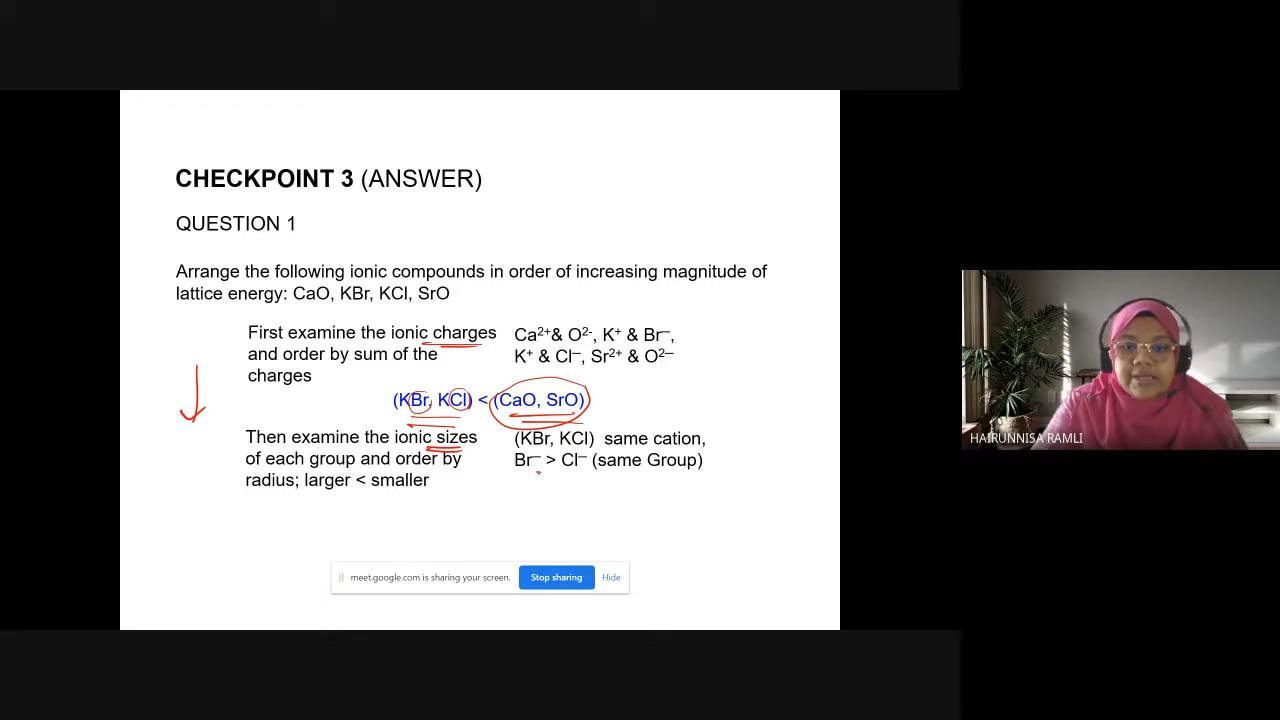 CHECKPOINT 3 (ANSWER)
QUESTION 1
Arrange the following ionic compounds in order of increasing magnitude of
lattice energy: CaO, KBr, KCl, SrO
First examine the ionic charges
and order by sum of the
charges
Ca²⁺& O²⁻, K⁺ & Br⁻,
K⁺ & Cl⁻, Sr²⁺ & O²⁻
(KBr, KCl) < (CaO, SrO)
Then examine the ionic sizes
of each group and order by
radius; larger < smaller
(KBr, KCl) same cation,
Br⁻ > Cl⁻ (same Group)
meet.google.com is sharing your screen. Stop sharing Hide
HAIRUNNISA RAMLI